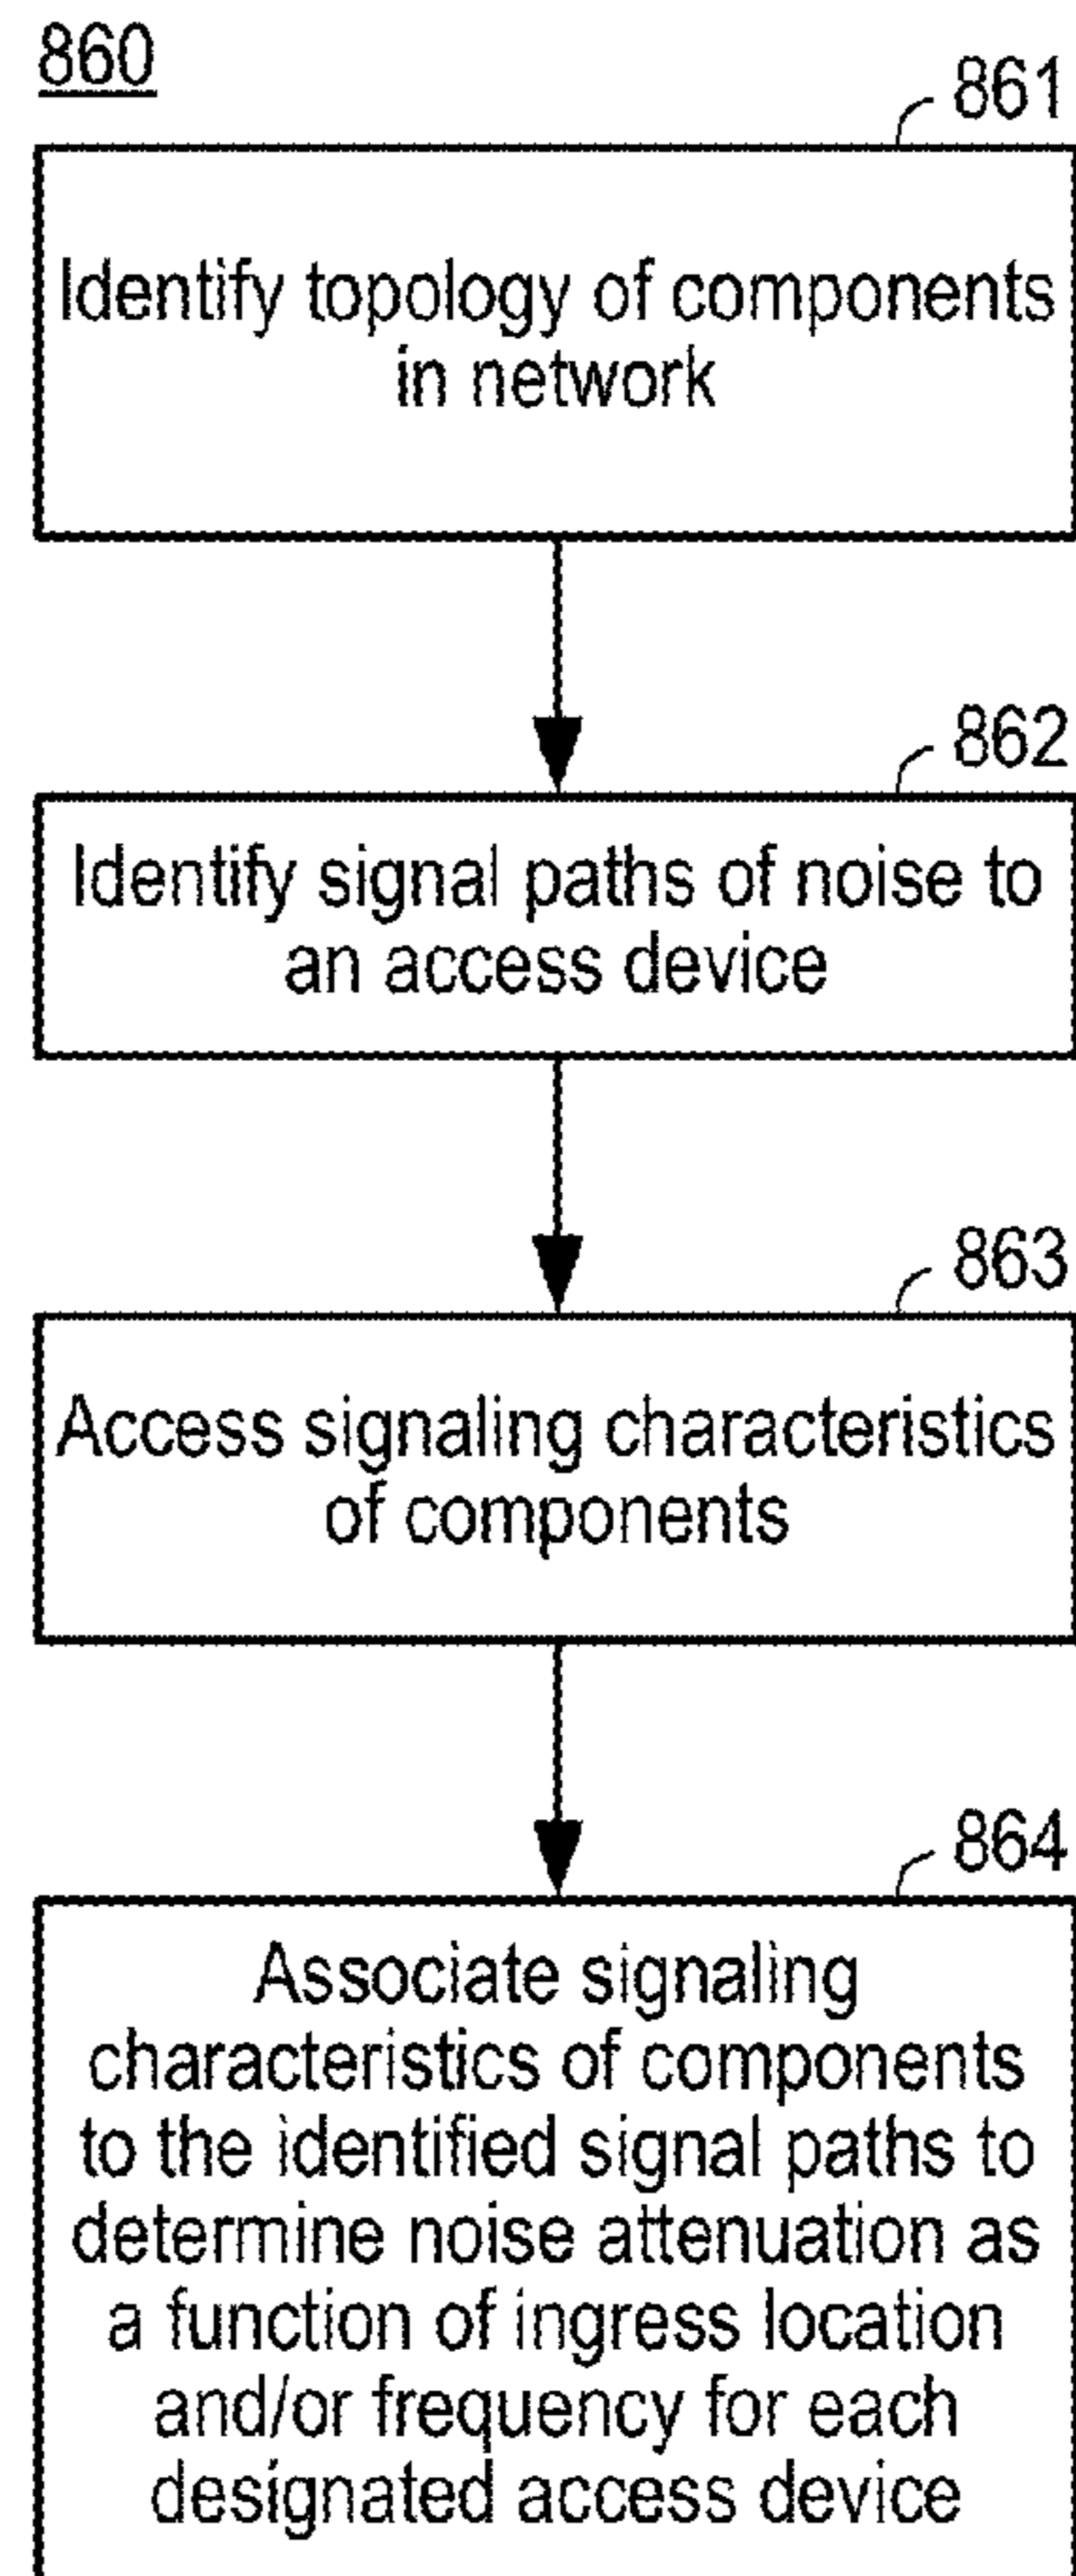 860
861
Identify topology of components
in network
862
Identify signal paths of noise to
an access device
863
Access signaling characteristics
of components
864
Associate signaling
characteristics of components
to the identified signal paths to
determine noise attenuation as
a function of ingress location
and/or frequency for each
designated access device